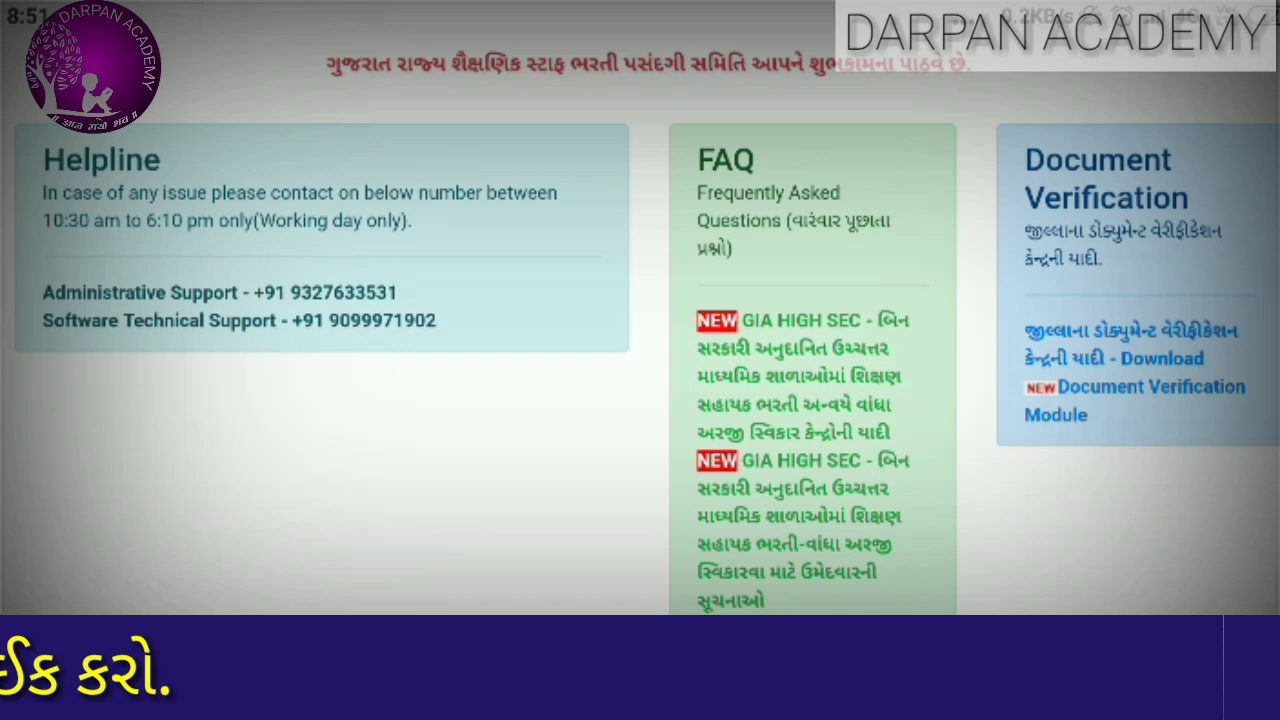 8:51
DARPAN ACADEMY
॥ ज्ञान मयो भव ॥
0.2KB/s
DARPAN ACADEMY
ગુજરાત રાજ્ય શૈક્ષણિક સ્ટાફ ભરતી પસંદગી સમિતિ આપને શુભકામના પાઠવે છે.
Helpline
In case of any issue please contact on below number between
10:30 am to 6:10 pm only(Working day only).
Administrative Support - +91 9327633531
Software Technical Support - +91 9099971902
FAQ
Frequently Asked
Questions (વારંવાર પૂછાતા
પ્રશ્નો)
NEW GIA HIGH SEC - બિન
સરકારી અનુદાનિત ઉચ્ચત્તર
માધ્યમિક શાળાઓમાં શિક્ષણ
સહાયક ભરતી અન્વયે વાંધા
અરજી સ્વિકાર કેન્દ્રોની યાદી
NEW GIA HIGH SEC - બિન
સરકારી અનુદાનિત ઉચ્ચત્તર
માધ્યમિક શાળાઓમાં શિક્ષણ
સહાયક ભરતી-વાંધા અરજી
સ્વિકારવા માટે ઉમેદવારની
સૂચનાઓ
Document
Verification
જીલ્લાના ડોક્યુમેન્ટ વેરીફીકેશન
કેન્દ્રની યાદી.
જીલ્લાના ડોક્યુમેન્ટ વેરીફીકેશન
કેન્દ્રની યાદી - Download
NEW Document Verification
Module
ઈક કરો.